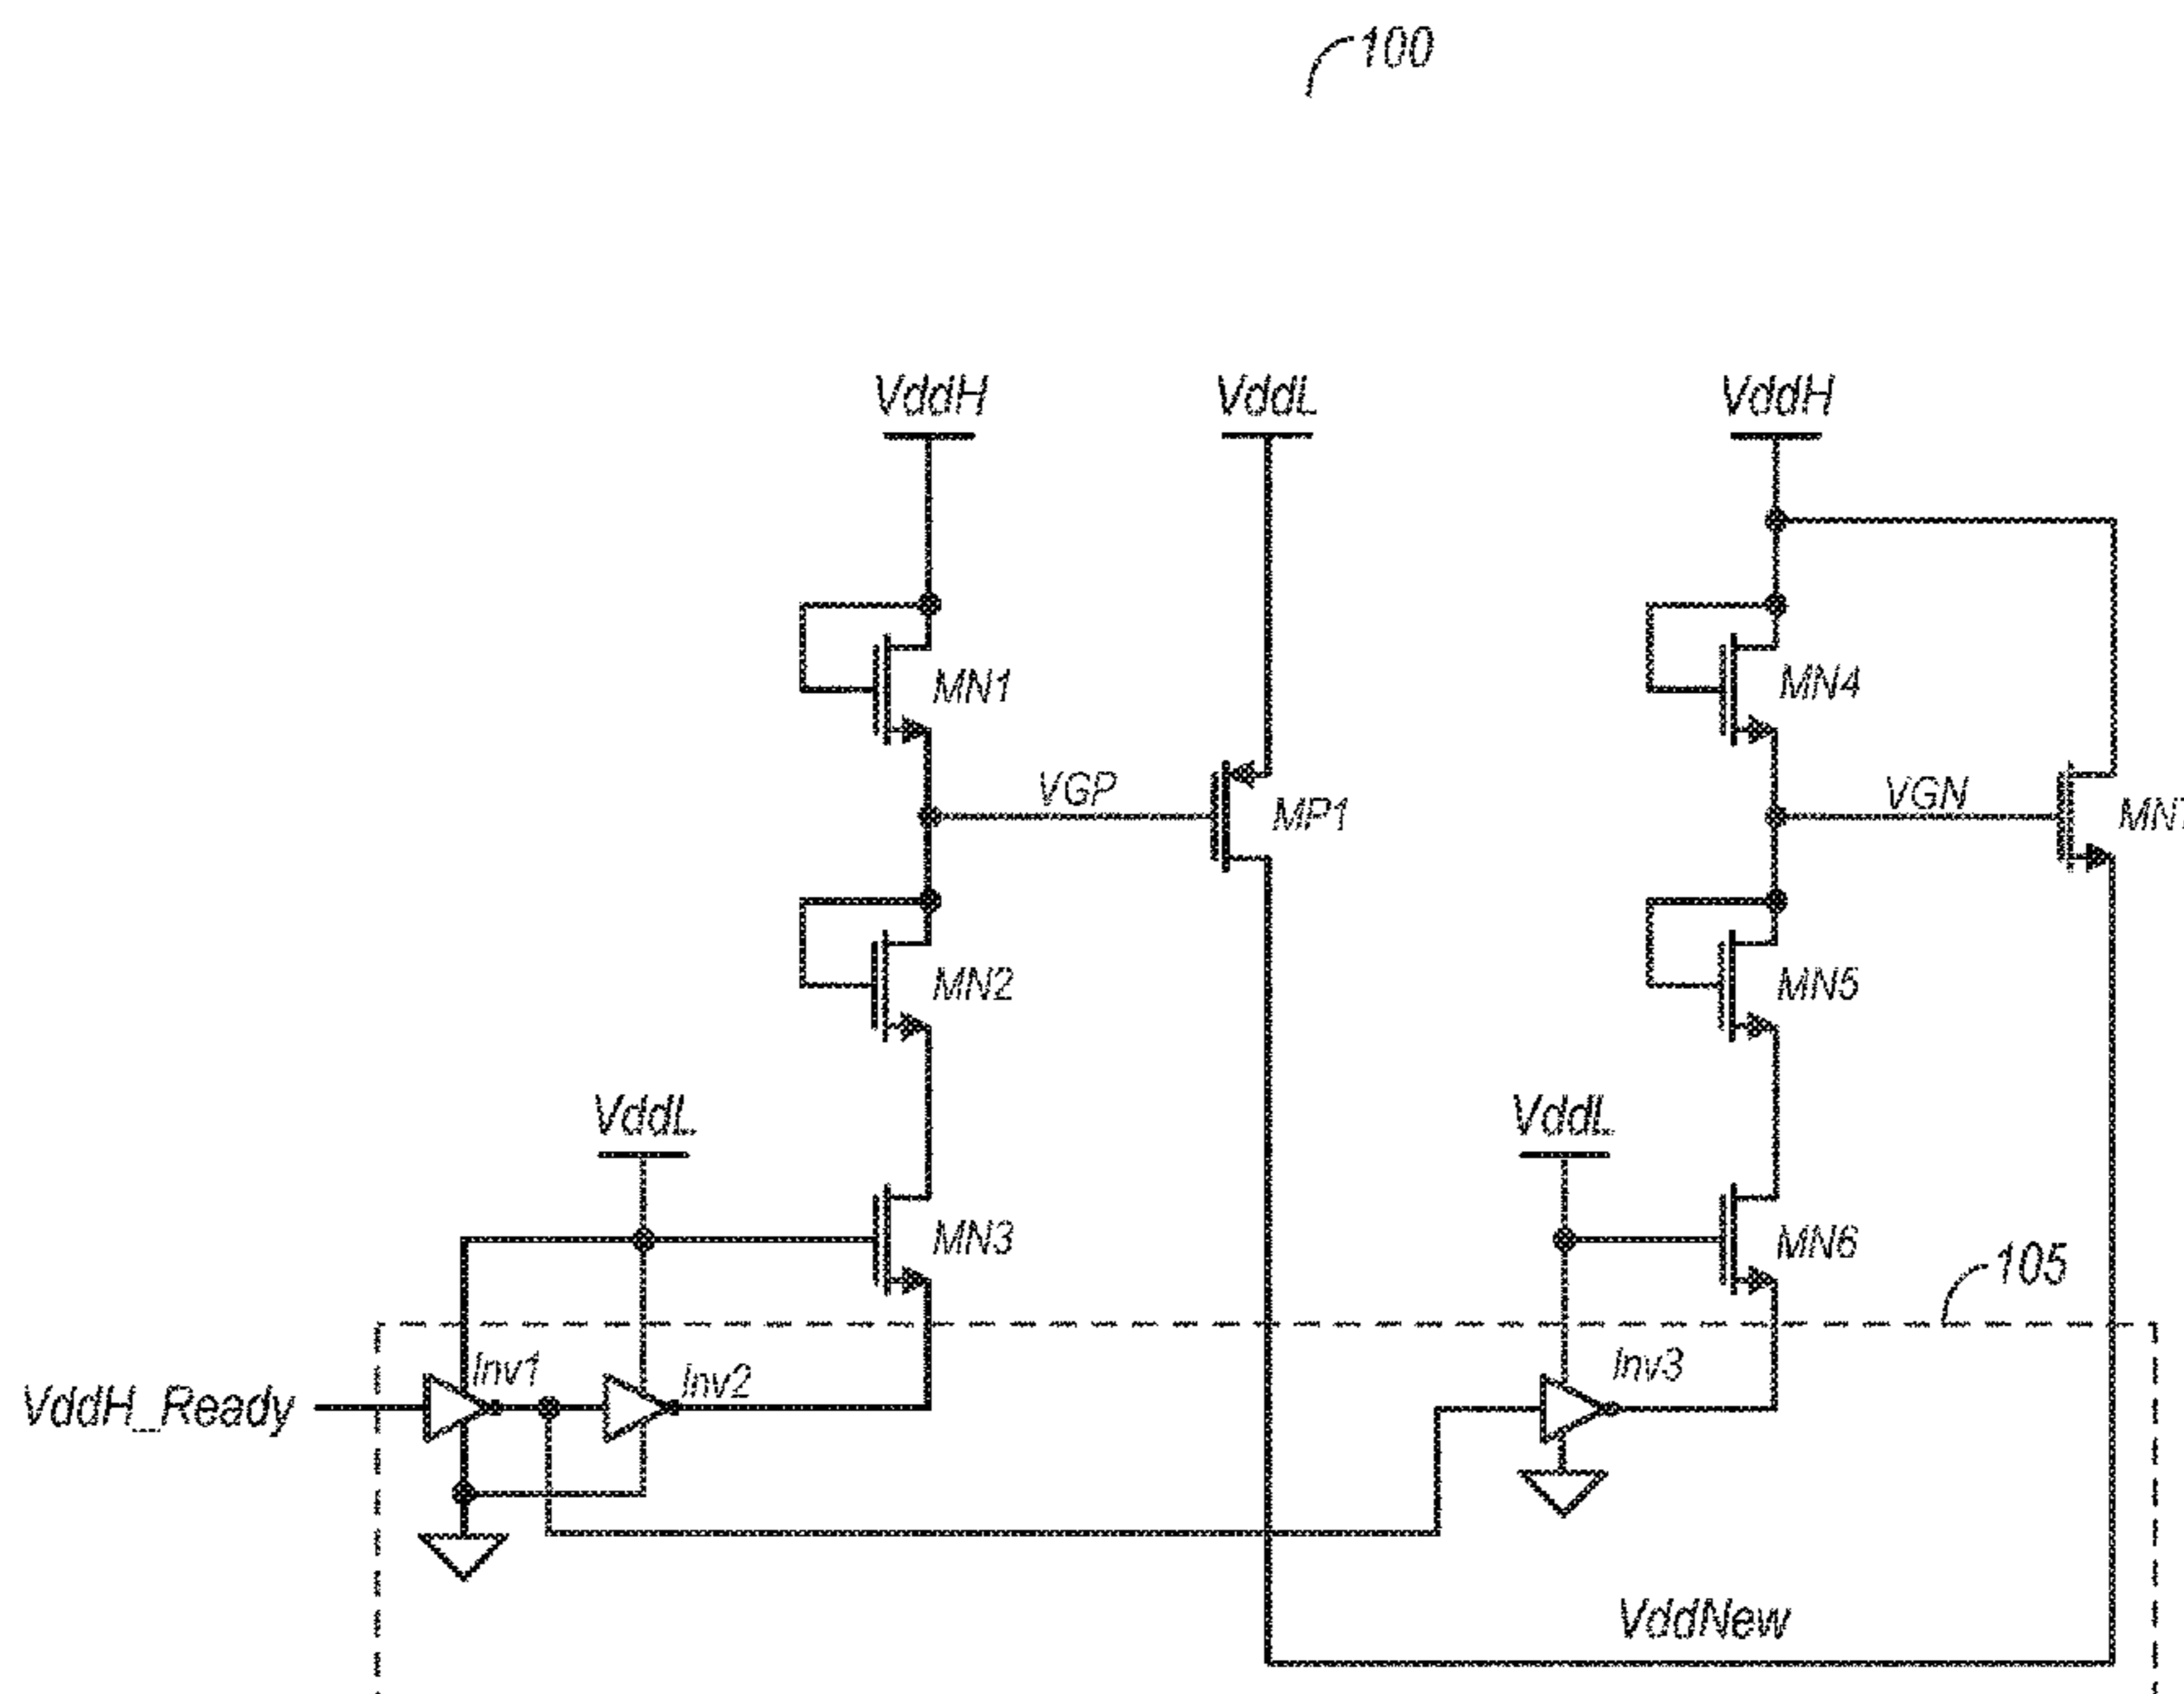 100
VddH VddL VddH
MN1 MN4
VGP MP1 VGN
MN2 MN5
VddL VddL
MN3 MN6
105
VddH_Ready Inv1 Inv2 Inv3
VddNew